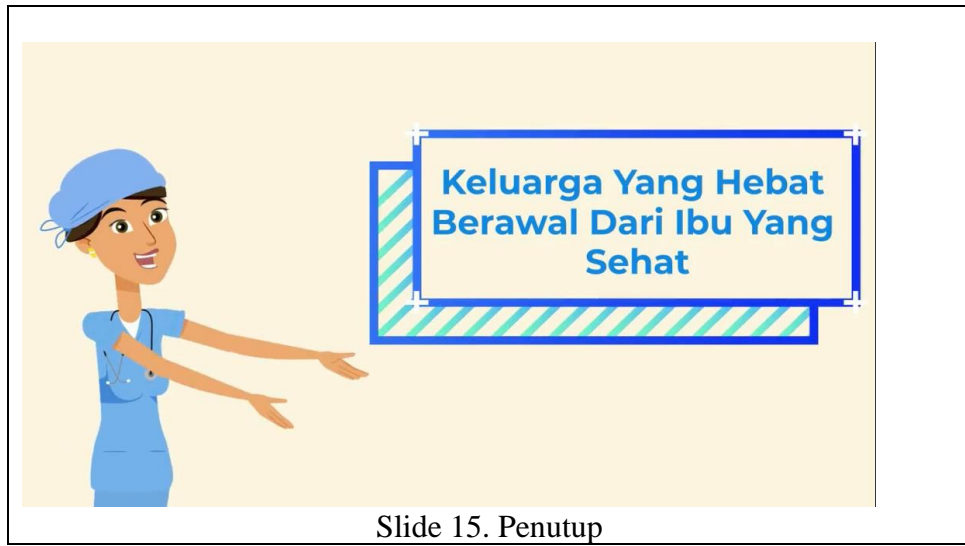 Keluarga Yang Hebat
Berawal Dari Ibu Yang
Sehat
Slide 15. Penutup